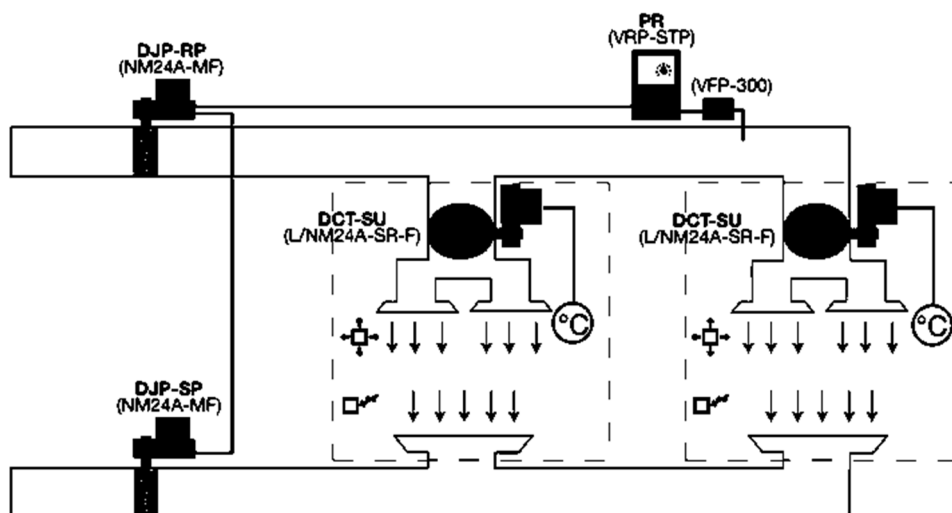 PR
(VRP-STP)
DJP-RP
(NM24A-MF)
(VFP-300)
DCT-SU
(L/NM24A-SR-F)
DCT-SU
(L/NM24A-SR-F)
°C
°C
DJP-SP
(NM24A-MF)